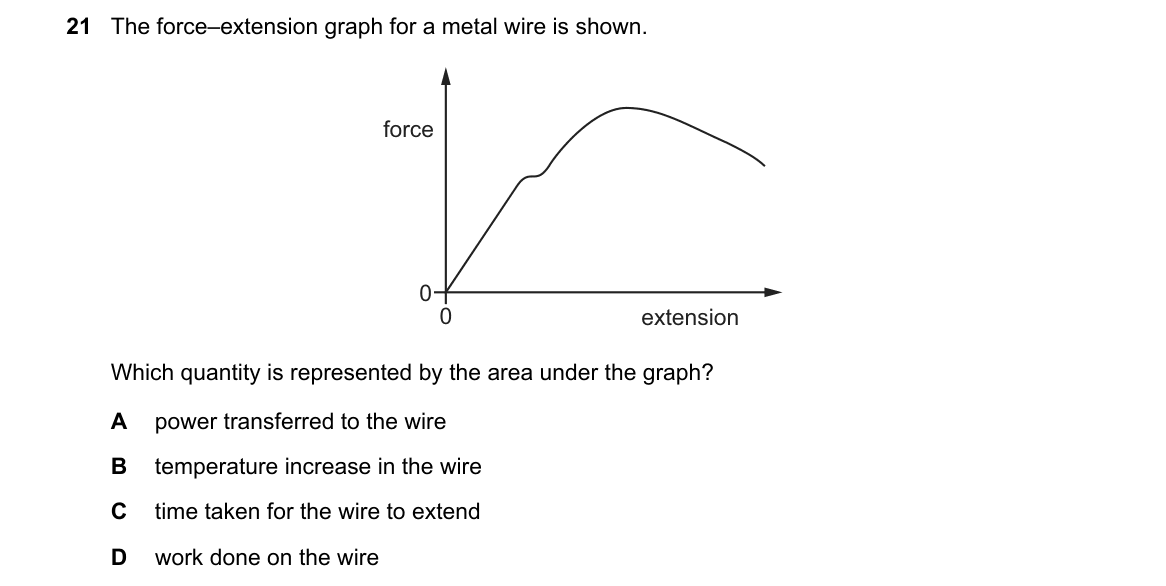 21 The force–extension graph for a metal wire is shown.
force
0
0
extension
Which quantity is represented by the area under the graph?
A power transferred to the wire
B temperature increase in the wire
C time taken for the wire to extend
D work done on the wire